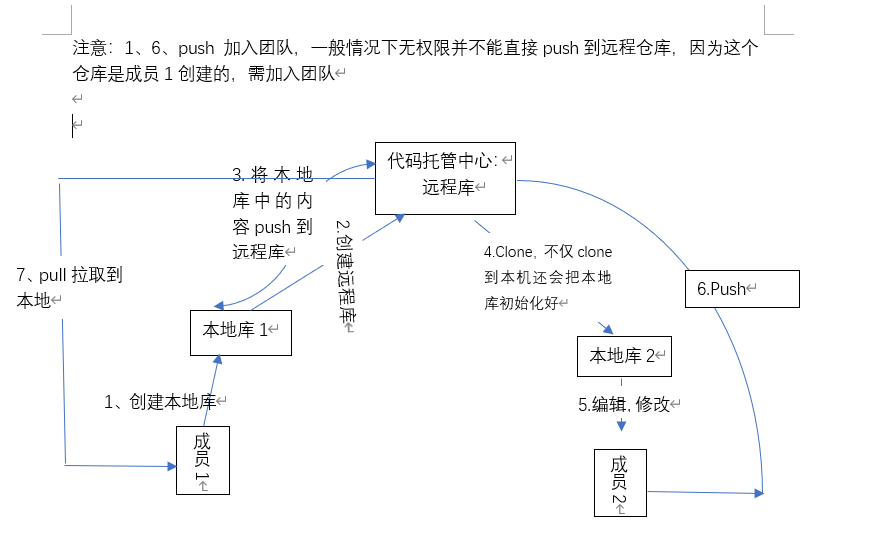 注意：1、6、push 加入团队，一般情况下无权限并不能直接 push 到远程仓库，因为这个
仓库是成员 1 创建的，需加入团队
代码托管中心：
远程库
3. 将本地
库中的内
容 push 到
远程库
2.创建远程库
4.Clone，不仅 clone
到本机还会把本地
库初始化好
7、pull 拉取到
本地
6.Push
本地库 1
本地库 2
1、创建本地库
5.编辑，修改
成员 1
成员 2